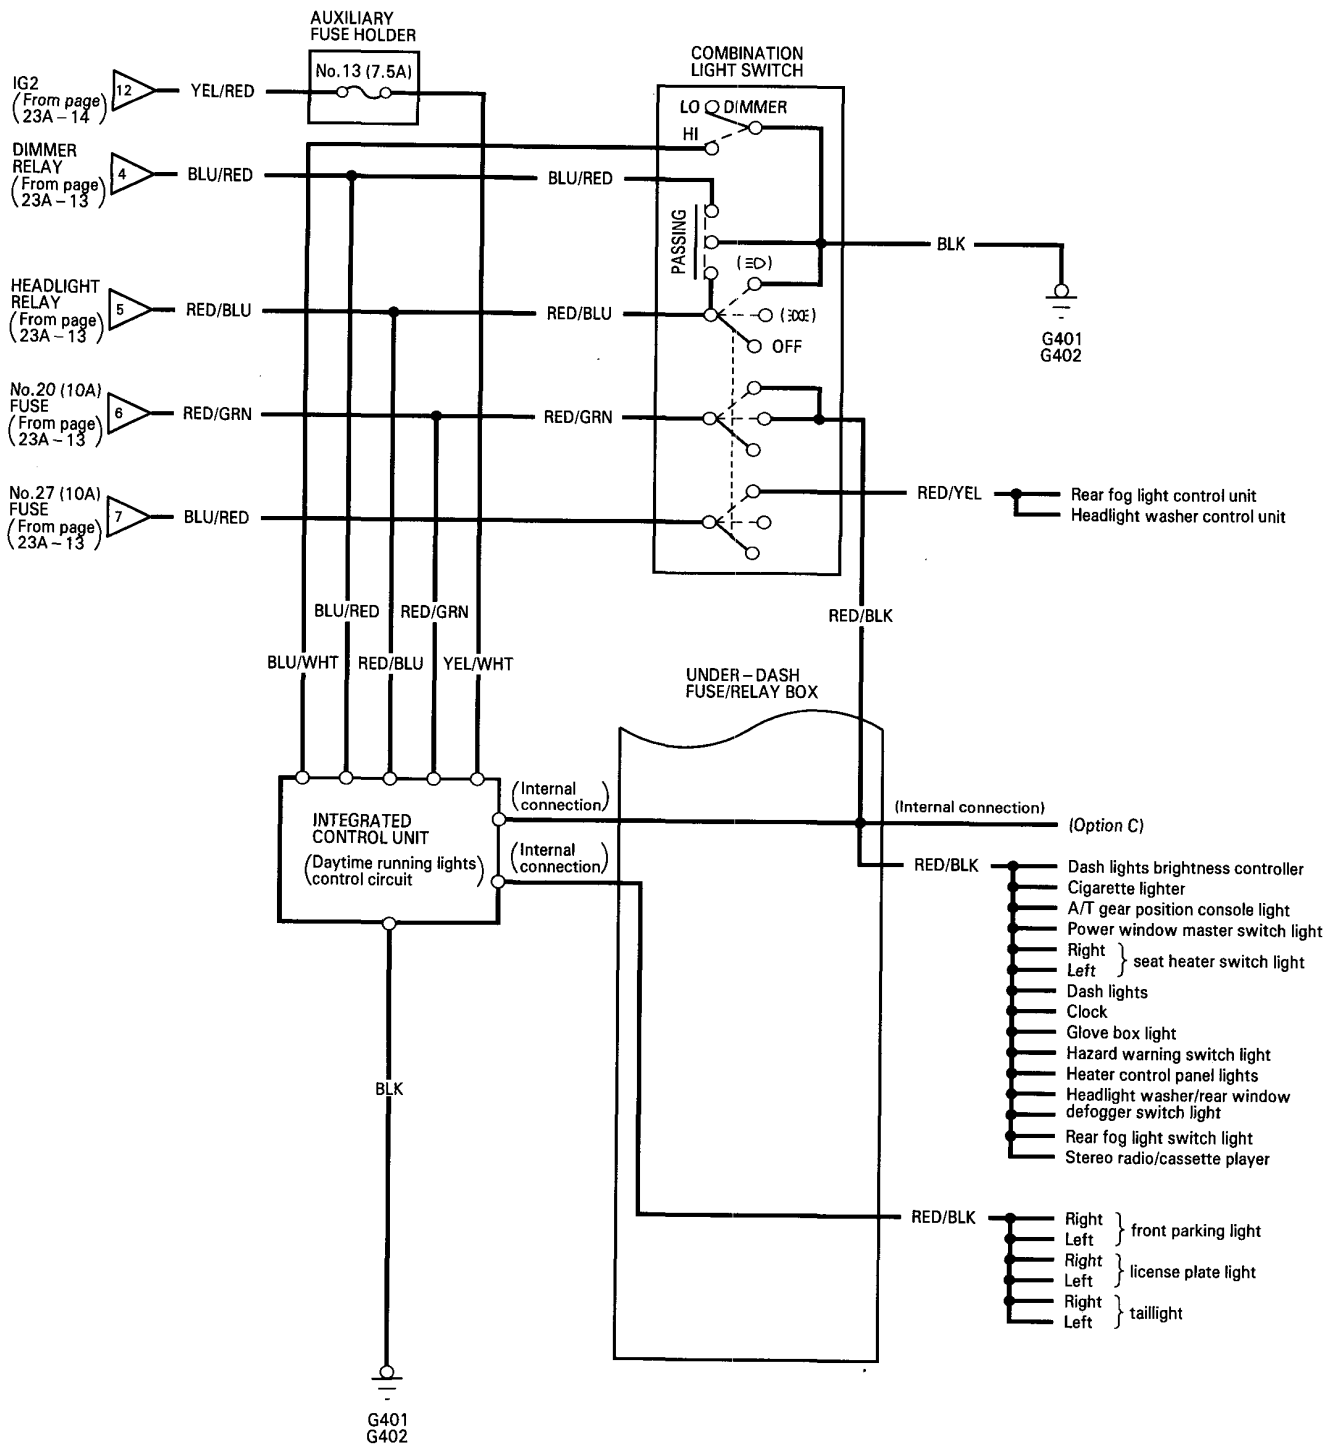 AUXILIARY
FUSE HOLDER
No.13 (7.5A)
COMBINATION
LIGHT SWITCH
IG2
(From page
23A-14)
12
YEL/RED
LO
DIMMER
HI
DIMMER
RELAY
(From page
23A-13)
4
BLU/RED
BLU/RED
PASSING
BLK
G401
G402
HEADLIGHT
RELAY
(From page
23A-13)
5
RED/BLU
RED/BLU
OFF
No.20 (10A)
FUSE
(From page
23A-13)
6
RED/GRN
RED/GRN
No.27 (10A)
FUSE
(From page
23A-13)
7
BLU/RED
RED/YEL
Rear fog light control unit
Headlight washer control unit
BLU/RED
RED/GRN
RED/BLK
BLU/WHT
RED/BLU
YEL/WHT
UNDER-DASH
FUSE/RELAY BOX
INTEGRATED
CONTROL UNIT
(Daytime running lights
control circuit)
(Internal
connection)
(Internal
connection)
(Internal connection)
(Option C)
RED/BLK
Dash lights brightness controller
Cigarette lighter
A/T gear position console light
Power window master switch light
Right
Left
seat heater switch light
Dash lights
Clock
Glove box light
Hazard warning switch light
Heater control panel lights
Headlight washer/rear window
defogger switch light
Rear fog light switch light
Stereo radio/cassette player
BLK
RED/BLK
Right
Left
front parking light
Right
Left
license plate light
Right
Left
taillight
G401
G402